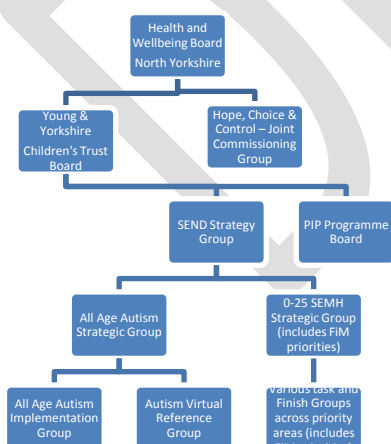 Health and
Wellbeing Board
North Yorkshire
Young &
Yorkshire
Children's Trust
Board
Hope, Choice
& Control – Joint
Commissioning
Group
SEND Strategy
Group
PIP Programme
Board
All Age Autism
Strategic Group
0-25 SEMH
Strategic Group
(includes FiM
priorities)
All Age Autism
Implementation
Group
Autism Virtual
Reference
Group
Various task and
Finish Groups
across priority
areas (includes